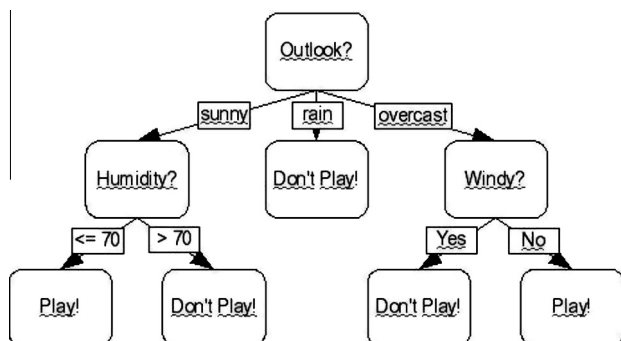 Outlook?
sunny
rain
overcast
Humidity?
Don't Play!
Windy?
<= 70
> 70
Yes
No
Play!
Don't Play!
Don't Play!
Play!